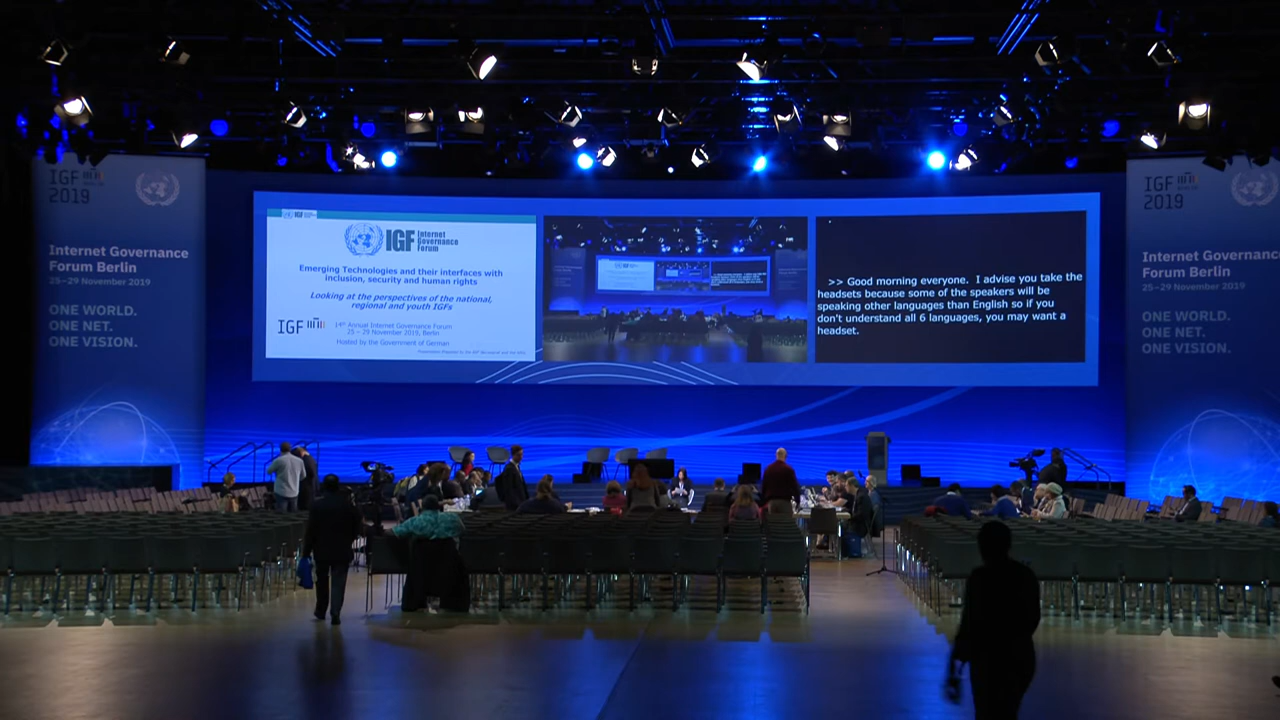 IGF
2019
Internet Governance
Forum Berlin
25–29 November 2019
ONE WORLD.
ONE NET.
ONE VISION.
IGF
IGF Internet
Governance
Forum
Emerging Technologies and their interfaces with
inclusion, security and human rights
Looking at the perspectives of the national,
regional and youth IGFs
IGF
14th Annual Internet Governance Forum
25 – 29 November 2019, Berlin
Hosted by the Government of German
>> Good morning everyone. I advise you take the
headsets because some of the speakers will be
speaking other languages than English so if you
don't understand all 6 languages, you may want a
headset.
IGF
2019
Internet Governance
Forum Berlin
25–29 November 2019
ONE WORLD.
ONE NET.
ONE VISION.